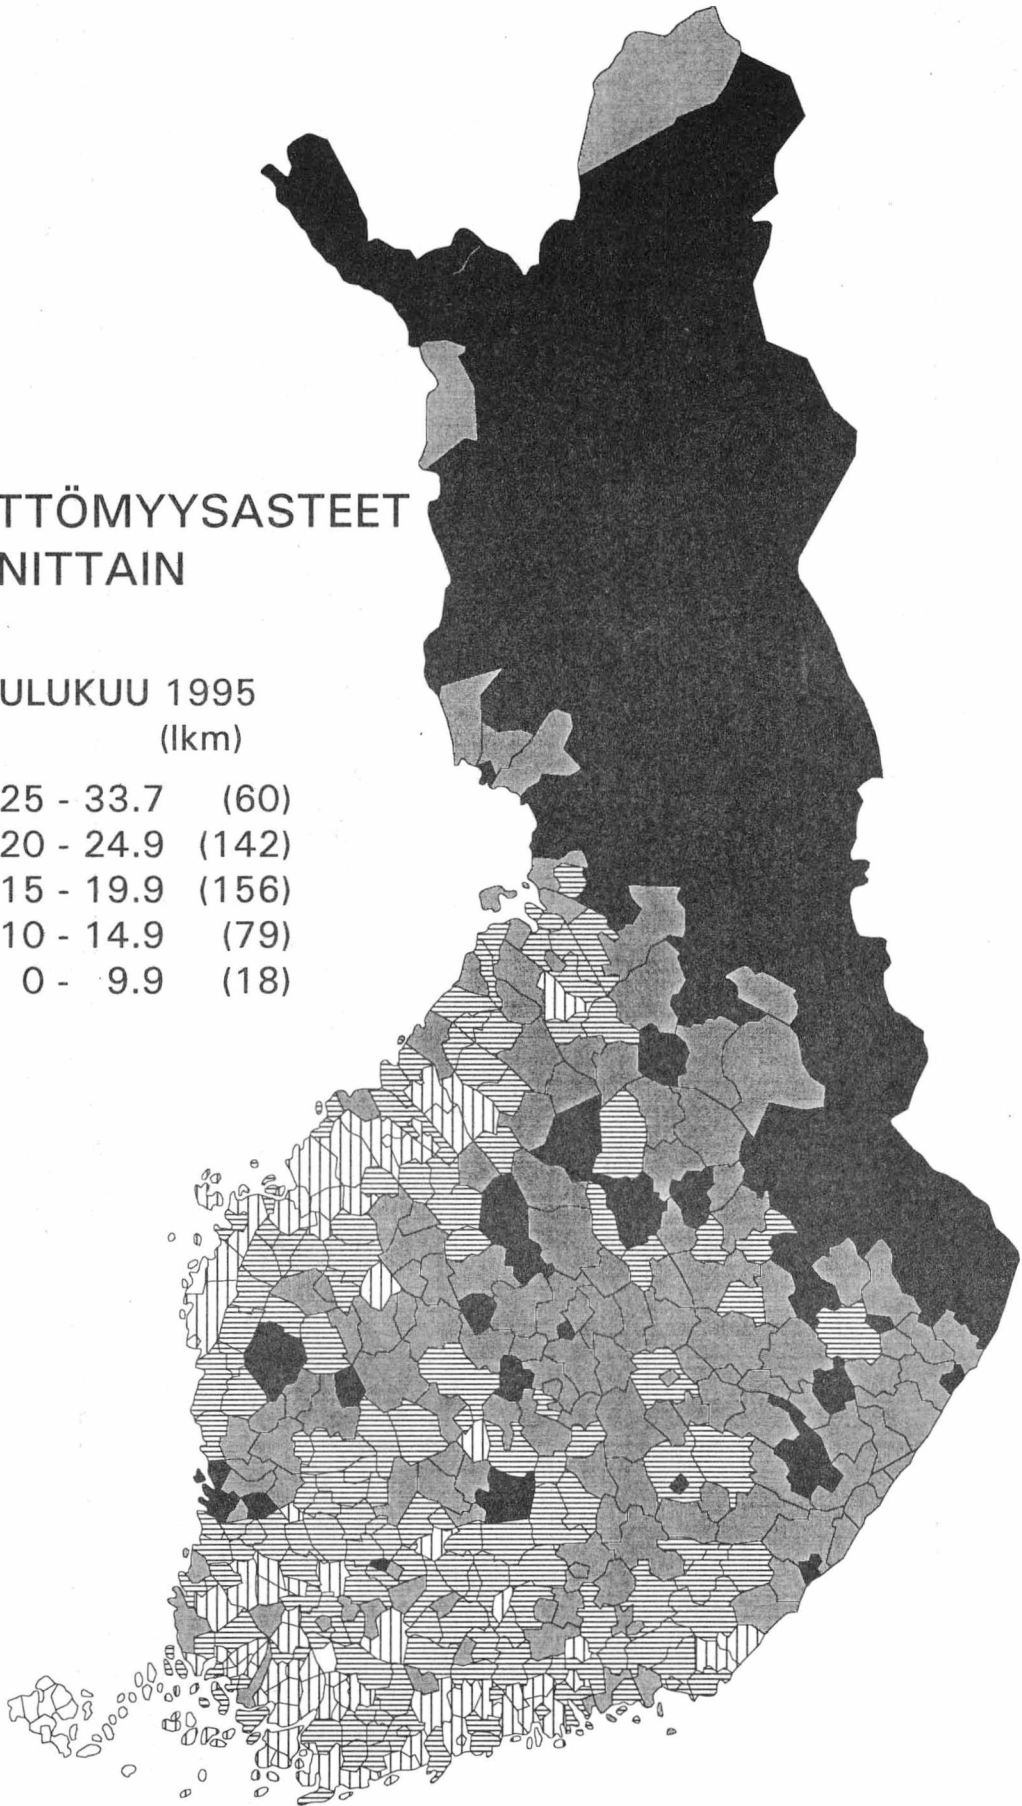 TTÖMYYSASTEET
NITTAIN
ULUKUU 1995
(lkm)
25 - 33.7 (60)
20 - 24.9 (142)
15 - 19.9 (156)
10 - 14.9 (79)
0 - 9.9 (18)